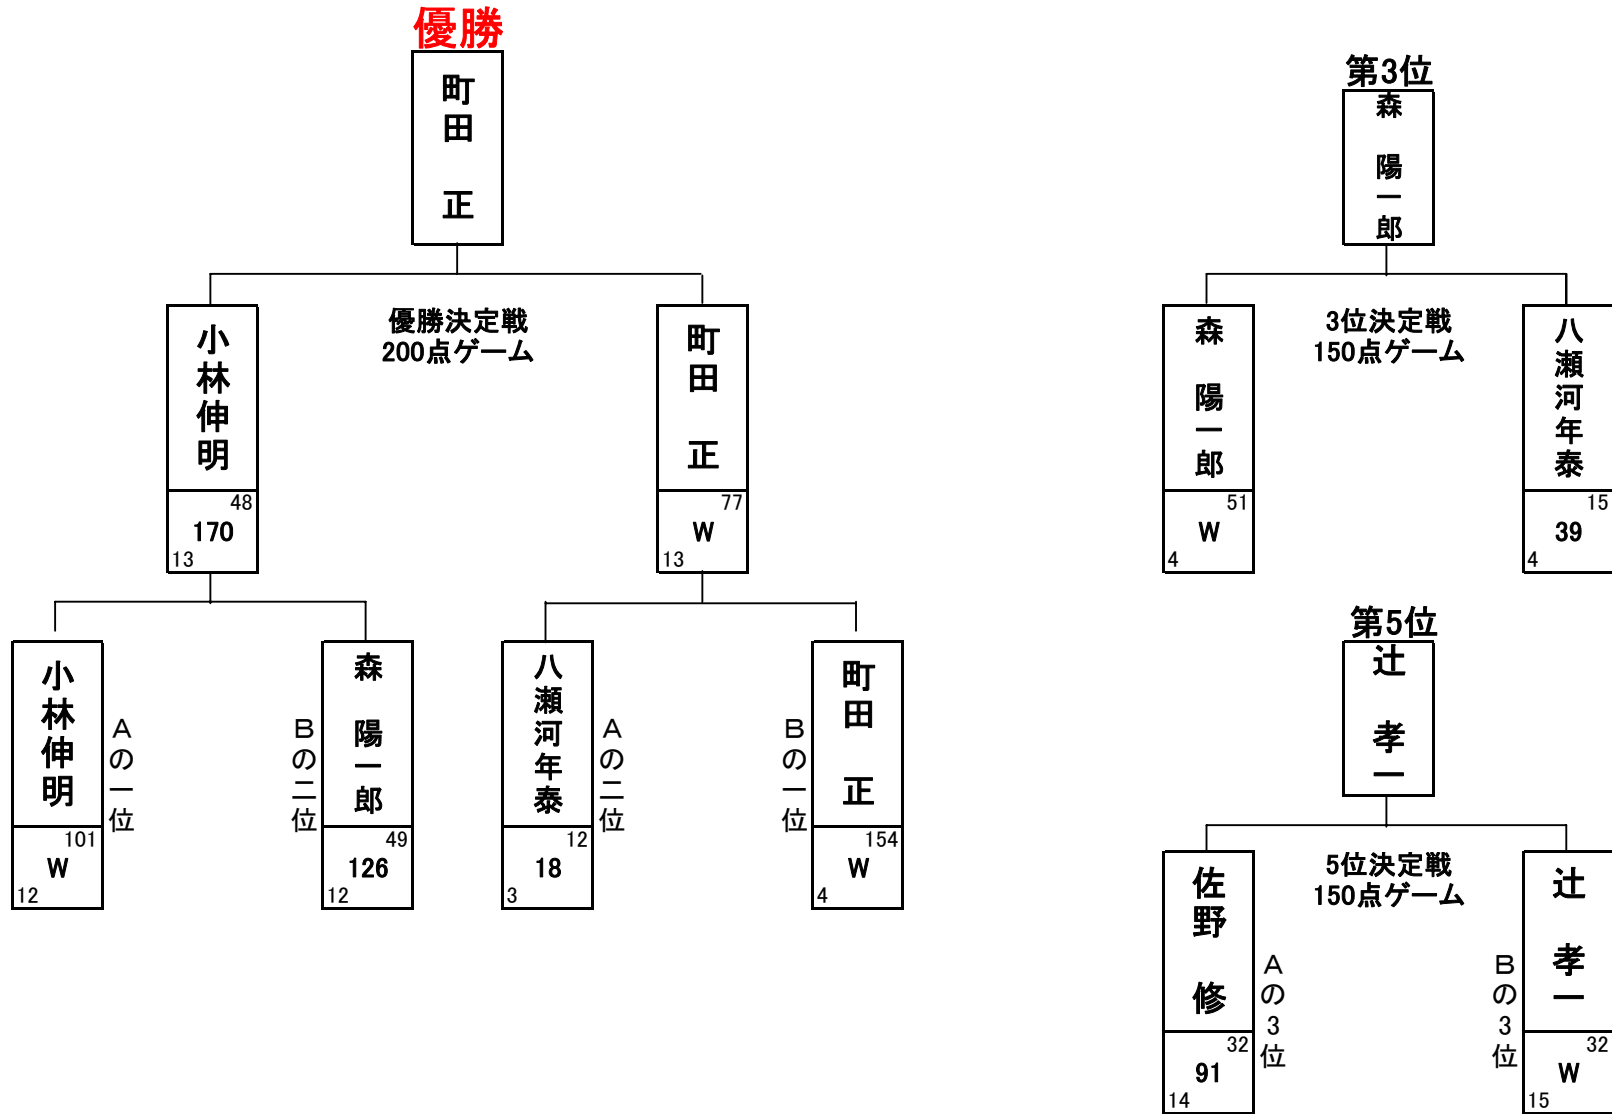 優勝
町田　正
優勝決定戦
200点ゲーム
小林伸明
48
170
13
町田　正
77
W
13
小林伸明
Aの一位
101
W
12
森　陽一郎
Bの二位
49
126
12
八瀬河年泰
Aの二位
12
18
3
町田　正
Bの一位
154
W
4
第3位
森　陽一郎
3位決定戦
150点ゲーム
森　陽一郎
51
W
4
八瀬河年泰
15
39
4
第5位
辻　孝一
5位決定戦
150点ゲーム
佐野　修
Aの3位
32
91
14
辻　孝一
Bの3位
32
W
15